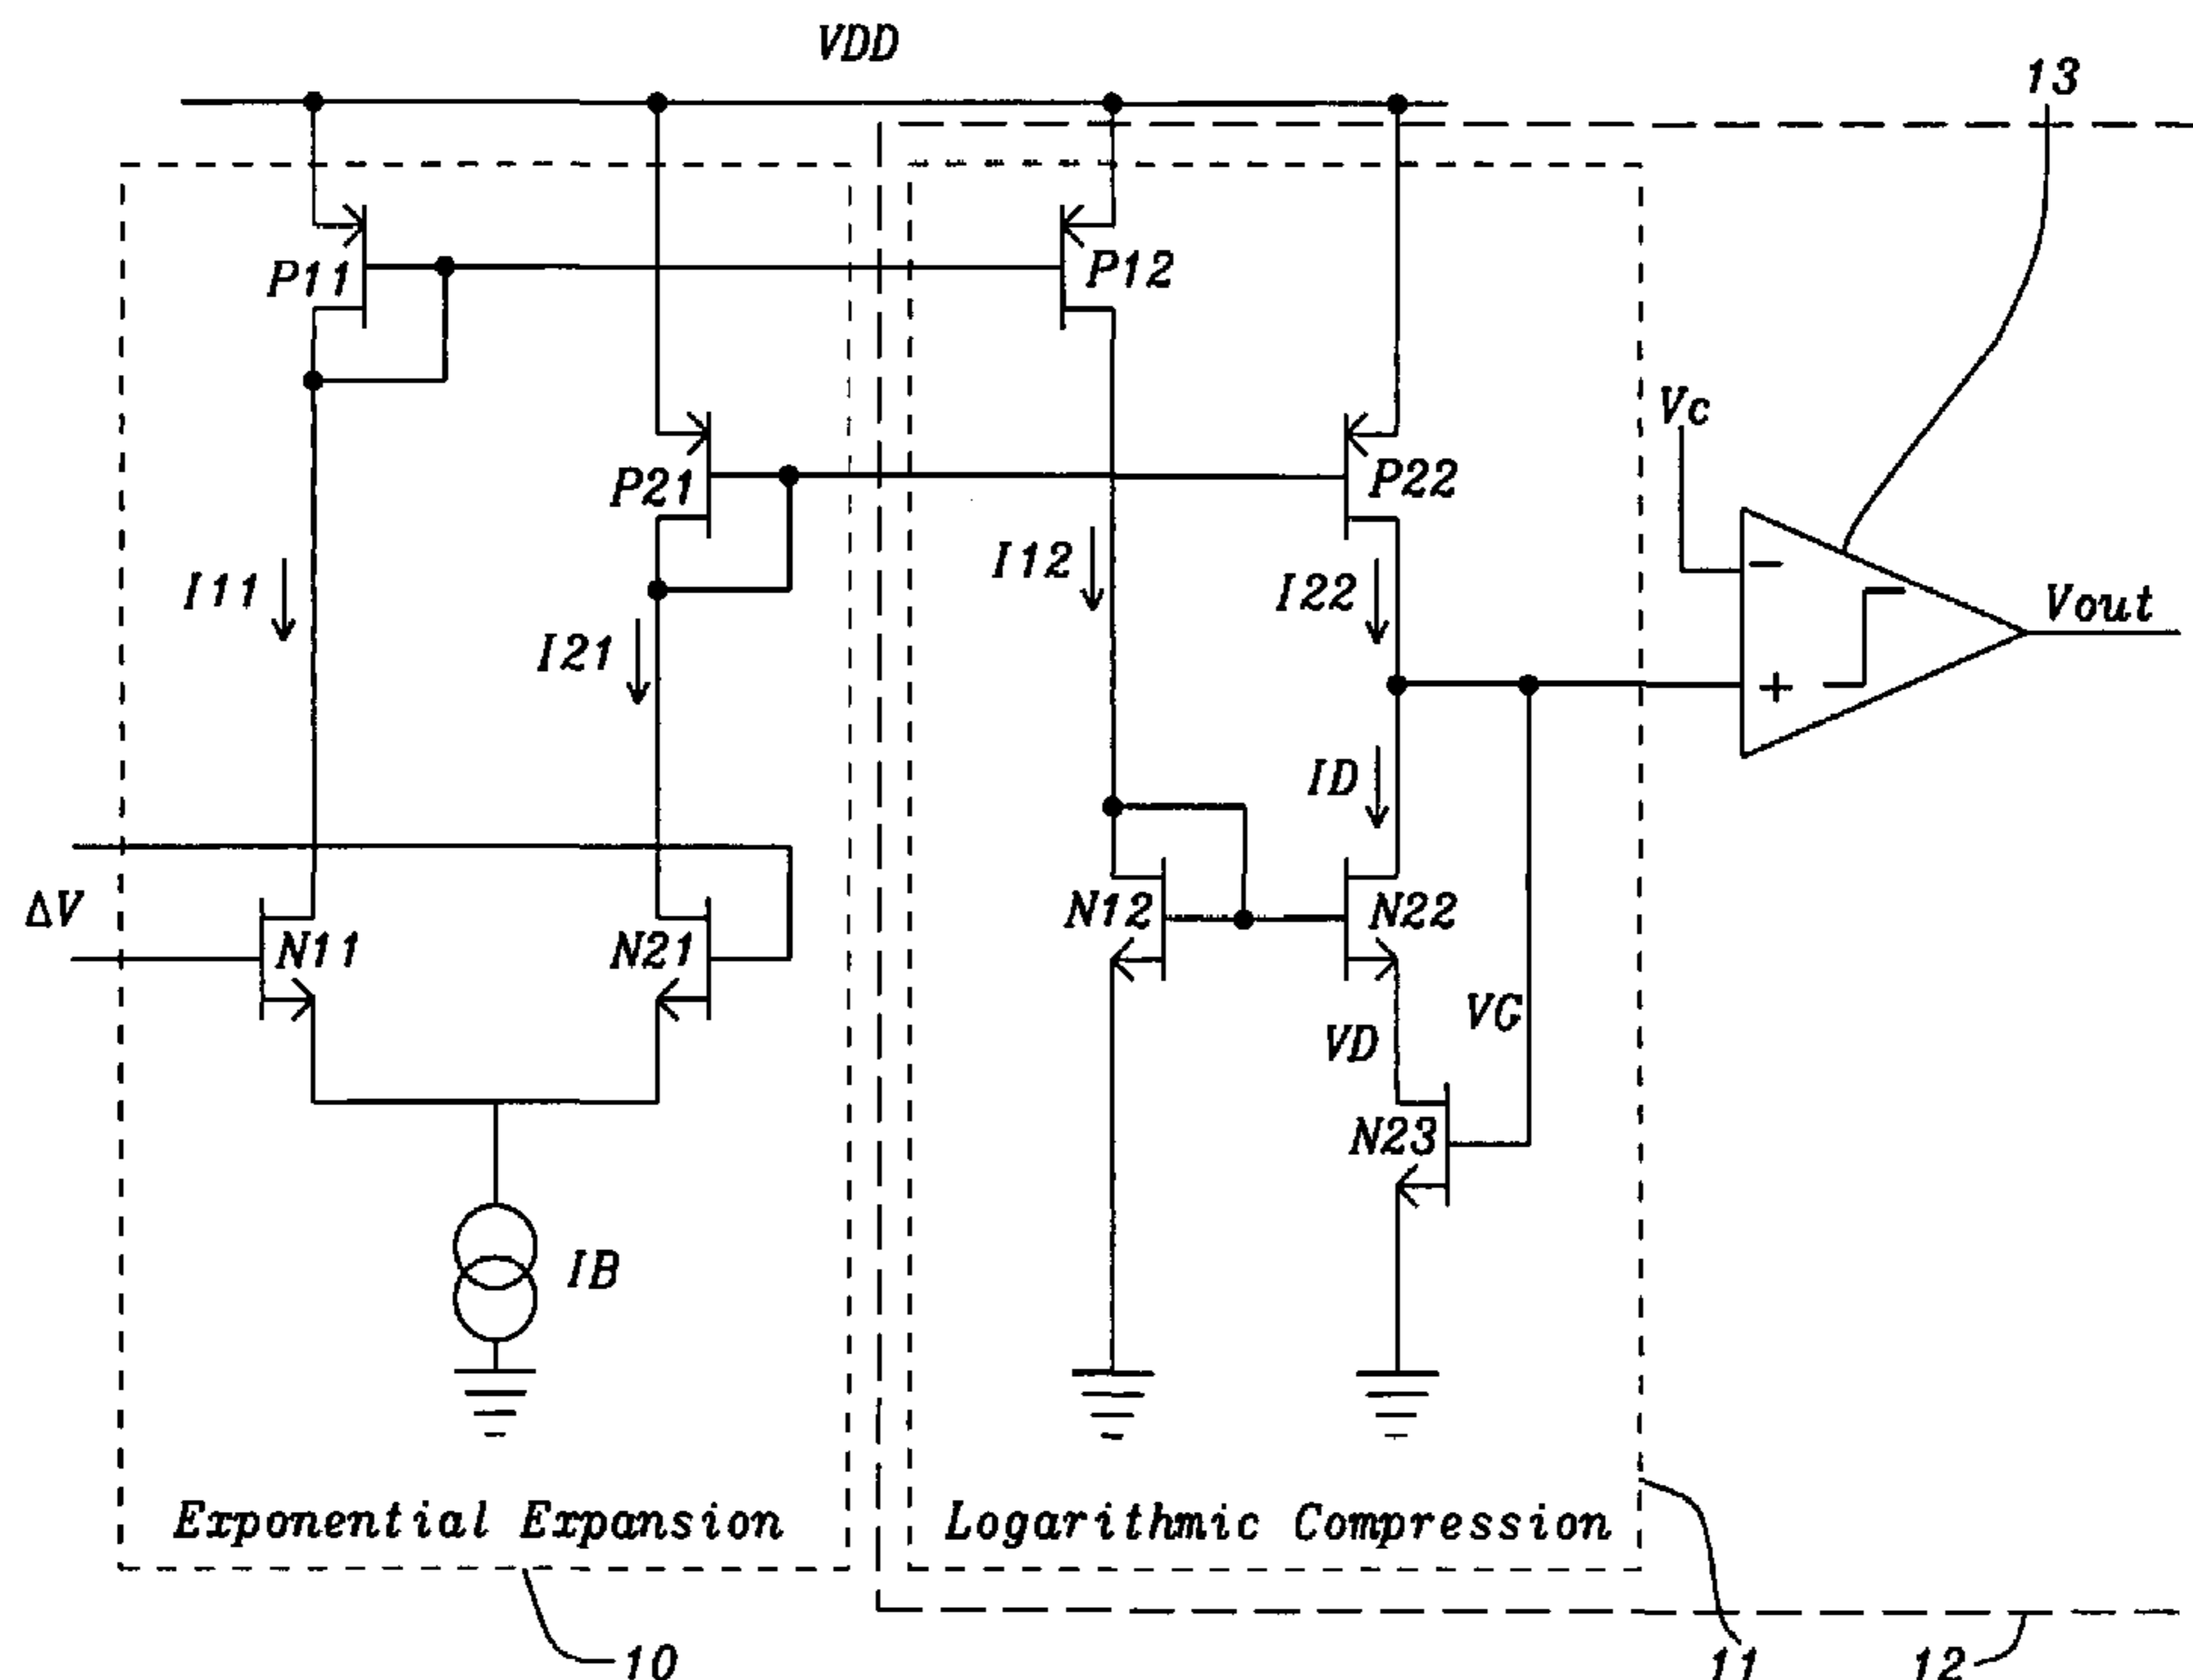 VDD
13
P11
P12
Vc
P21
P22
I11
I12
I22
Vout
I21
−
+
ID
ΔV
N11
N21
N12
N22
VD
VG
N23
IB
Exponential Expansion
Logarithmic Compression
10
11
12